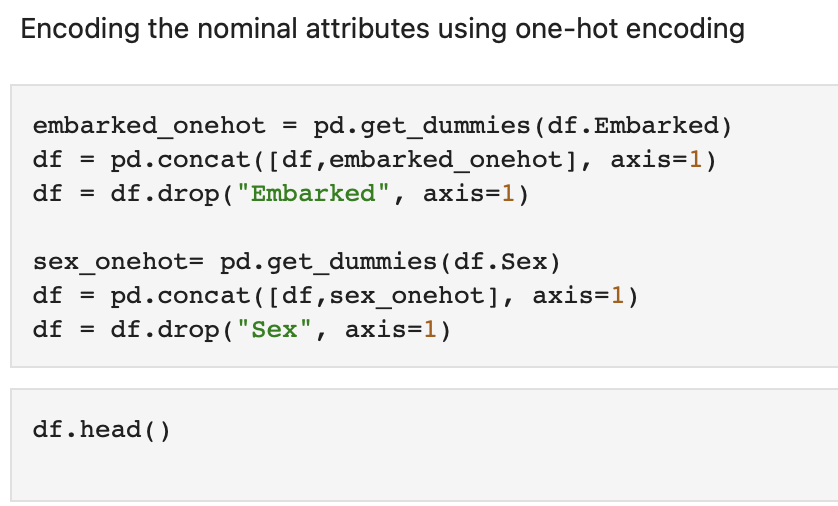 Encoding the nominal attributes using one-hot encoding
embarked_onehot = pd.get_dummies(df.Embarked)
df = pd.concat([df,embarked_onehot], axis=1)
df = df.drop("Embarked", axis=1)
sex_onehot= pd.get_dummies(df.Sex)
df = pd.concat([df,sex_onehot], axis=1)
df = df.drop("Sex", axis=1)
df.head()